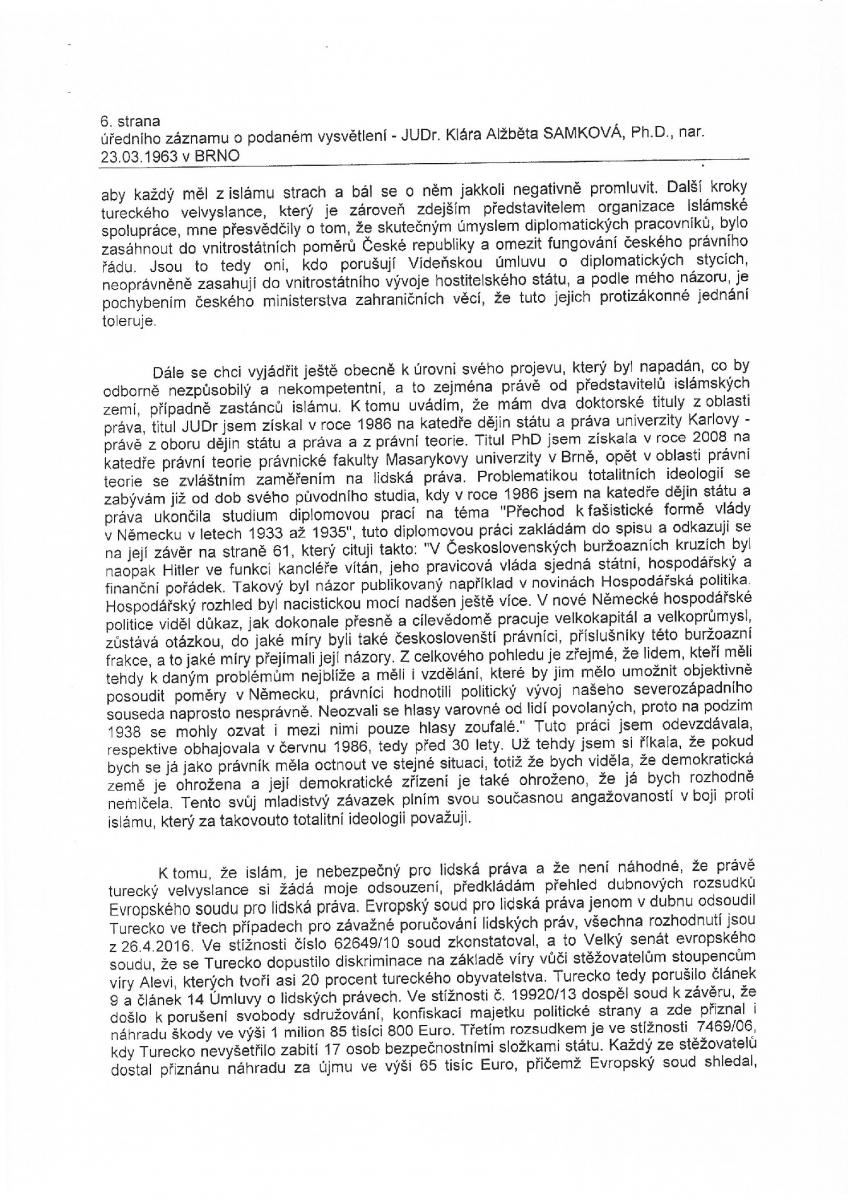 6. strana
úředního záznamu o podaném vysvětlení - JUDr. Klára Alžběta SAMKOVÁ, Ph.D., nar.
23.03.1963 v BRNO
aby každý měl z islámu strach a bál se o něm jakkoli negativně promluvit. Další kroky
tureckého velvyslance, který je zároveň zdejším představitelem organizace Islámské
spolupráce, mne přesvědčily o tom, že skutečným úmyslem diplomatických pracovníků, bylo
zasáhnout do vnitrostátních poměrů České republiky a omezit fungování českého právního
řádu. Jsou to tedy oni, kdo porušují Vídeňskou úmluvu o diplomatických stycích,
neoprávněně zasahují do vnitrostátního vývoje hostitelského státu, a podle mého názoru, je
pochybením českého ministerstva zahraničních věcí, že tuto jejich protizákonné jednání
toleruje.
Dále se chci vyjádřit ještě obecně k úrovni svého projevu, který byl napadán, co by
odborně nezpůsobilý a nekompetentní, a to zejména právě od představitelů islámských
zemí, případně zastánců islámu. K tomu uvádím, že mám dva doktorské tituly z oblasti
práva, titul JUDr jsem získal v roce 1986 na katedře dějin státu a práva univerzity Karlovy -
právě z oboru dějin státu a práva a z právní teorie. Titul PhD jsem získala v roce 2008 na
katedře právní teorie právnické fakulty Masarykovy univerzity v Brně, opět v oblasti právní
teorie se zvláštním zaměřením na lidská práva. Problematikou totalitních ideologií se
zabývám již od dob svého původního studia, kdy v roce 1986 jsem na katedře dějin státu a
práva ukončila studium diplomovou prací na téma "Přechod k fašistické formě vlády
v Německu v letech 1933 až 1935", tuto diplomovou práci zakládám do spisu a odkazuji se
na její závěr na straně 61, který cituji takto: "V Československých buržoazních kruzích byl
naopak Hitler ve funkci kancléře vítán, jeho pravicová vláda sjedná státní, hospodářský a
finanční pořádek. Takový byl názor publikovaný například v novinách Hospodářská politika.
Hospodářský rozhled byl nacistickou mocí nadšen ještě více. V nové Německé hospodářské
politice viděl důkaz, jak dokonale přesně a cílevědomě pracuje velkokapitál a velkoprůmysl,
zůstává otázkou, do jaké míry byli také českoslovenští právníci, příslušníky této buržoazní
frakce, a to jaké míry přejímali její názory. Z celkového pohledu je zřejmé, že lidem, kteří měli
tehdy k daným problémům nejblíže a měli i vzdělání, které by jim mělo umožnit objektivně
posoudit poměry v Německu, právníci hodnotili politický vývoj našeho severozápadního
souseda naprosto nesprávně. Neozvali se hlasy varovné od lidí povolaných, proto na podzim
1938 se mohly ozvat i mezi nimi pouze hlasy zoufalé." Tuto práci jsem odevzdávala,
respektive obhajovala v červnu 1986, tedy před 30 lety. Už tehdy jsem si říkala, že pokud
bych se já jako právník měla octnout ve stejné situaci, totiž že bych viděla, že demokratická
země je ohrožena a její demokratické zřízení je také ohroženo, že já bych rozhodně
nemlčela. Tento svůj mladistvý závazek plním svou současnou angažovaností v boji proti
islámu, který za takovouto totalitní ideologii považuji.
K tomu, že islám, je nebezpečný pro lidská práva a že není náhodné, že právě
turecký velvyslance si žádá moje odsouzení, předkládám přehled dubnových rozsudků
Evropského soudu pro lidská práva. Evropský soud pro lidská práva jenom v dubnu odsoudil
Turecko ve třech případech pro závažné poručování lidských práv, všechna rozhodnutí jsou
z 26.4.2016. Ve stížnosti číslo 62649/10 soud zkonstatoval, a to Velký senát evropského
soudu, že se Turecko dopustilo diskriminace na základě víry vůči stěžovatelům stoupencům
víry Alevi, kterých tvoří asi 20 procent tureckého obyvatelstva. Turecko tedy porušilo článek
9 a článek 14 Úmluvy o lidských právech. Ve stížnosti č. 19920/13 dospěl soud k závěru, že
došlo k porušení svobody sdružování, konfiskaci majetku politické strany a zde přiznal i
náhradu škody ve výši 1 milion 85 tisíci 800 Euro. Třetím rozsudkem je ve stížnosti 7469/06,
kdy Turecko nevyšetřilo zabití 17 osob bezpečnostními složkami státu. Každý ze stěžovatelů
dostal přiznánu náhradu za újmu ve výši 65 tisíc Euro, přičemž Evropský soud shledal,